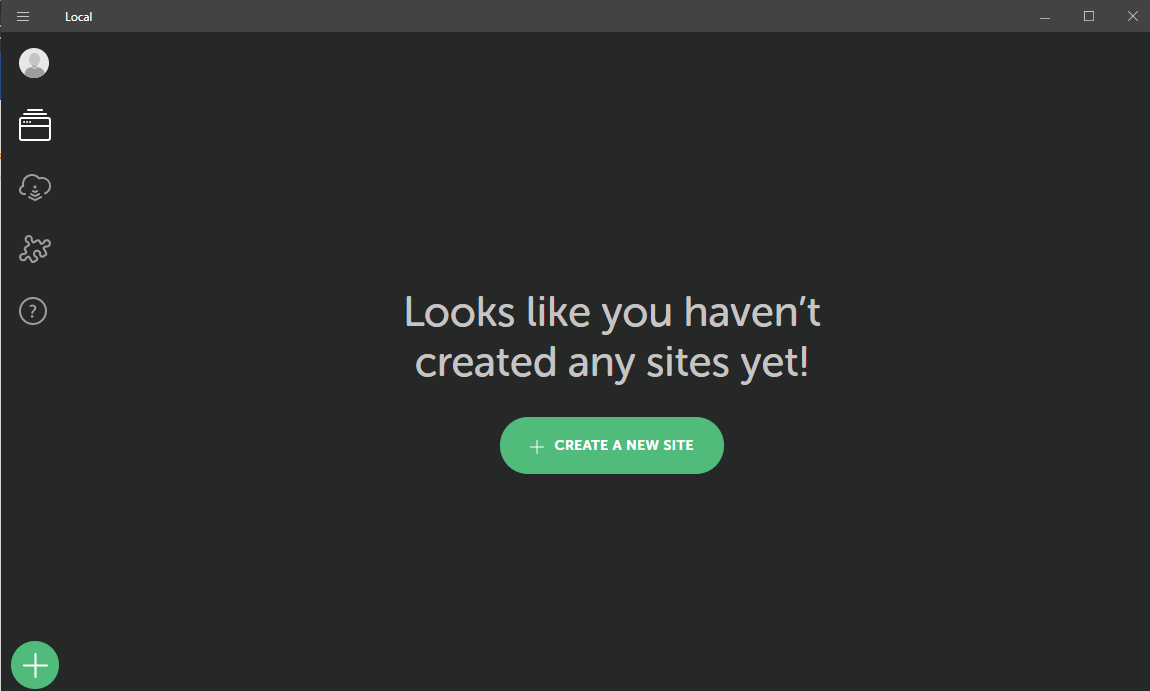 Local
?
Looks like you haven’t
created any sites yet!
CREATE A NEW SITE